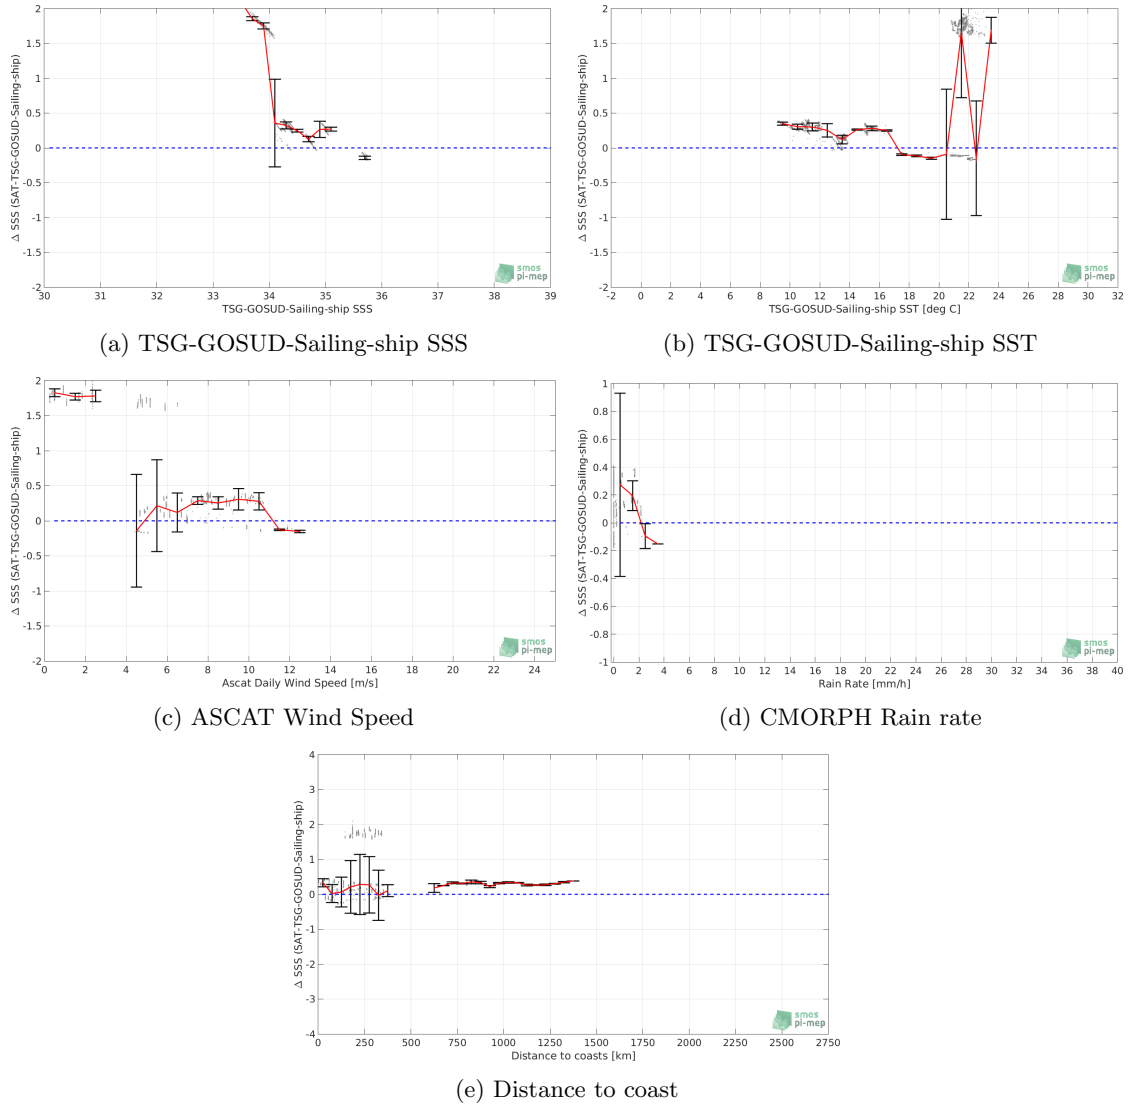 2
1.5
1
0.5
0
-0.5
-1
-1.5
-2
Δ SSS (SAT-TSG-GOSUD-Sailing-ship)
30 31 32 33 34 35 36 37 38 39
TSG-GOSUD-Sailing-ship SSS
smos
pi-mep
(a) TSG-GOSUD-Sailing-ship SSS
2
1.5
1
0.5
0
-0.5
-1
-1.5
-2
Δ SSS (SAT-TSG-GOSUD-Sailing-ship)
-2 0 2 4 6 8 10 12 14 16 18 20 22 24 26 28 30 32
TSG-GOSUD-Sailing-ship SST [deg C]
smos
pi-mep
(b) TSG-GOSUD-Sailing-ship SST
2
1.5
1
0.5
0
-0.5
-1
-1.5
-2
Δ SSS (SAT-TSG-GOSUD-Sailing-ship)
0 2 4 6 8 10 12 14 16 18 20 22 24
Ascat Daily Wind Speed [m/s]
smos
pi-mep
(c) ASCAT Wind Speed
1
0.8
0.6
0.4
0.2
0
-0.2
-0.4
-0.6
-0.8
-1
Δ SSS (SAT-TSG-GOSUD-Sailing-ship)
0 2 4 6 8 10 12 14 16 18 20 22 24 26 28 30 32 34 36 38 40
Rain Rate [mm/h]
smos
pi-mep
(d) CMORPH Rain rate
4
3
2
1
0
-1
-2
-3
-4
Δ SSS (SAT-TSG-GOSUD-Sailing-ship)
0 250 500 750 1000 1250 1500 1750 2000 2250 2500 2750
Distance to coasts [km]
smos
pi-mep
(e) Distance to coast